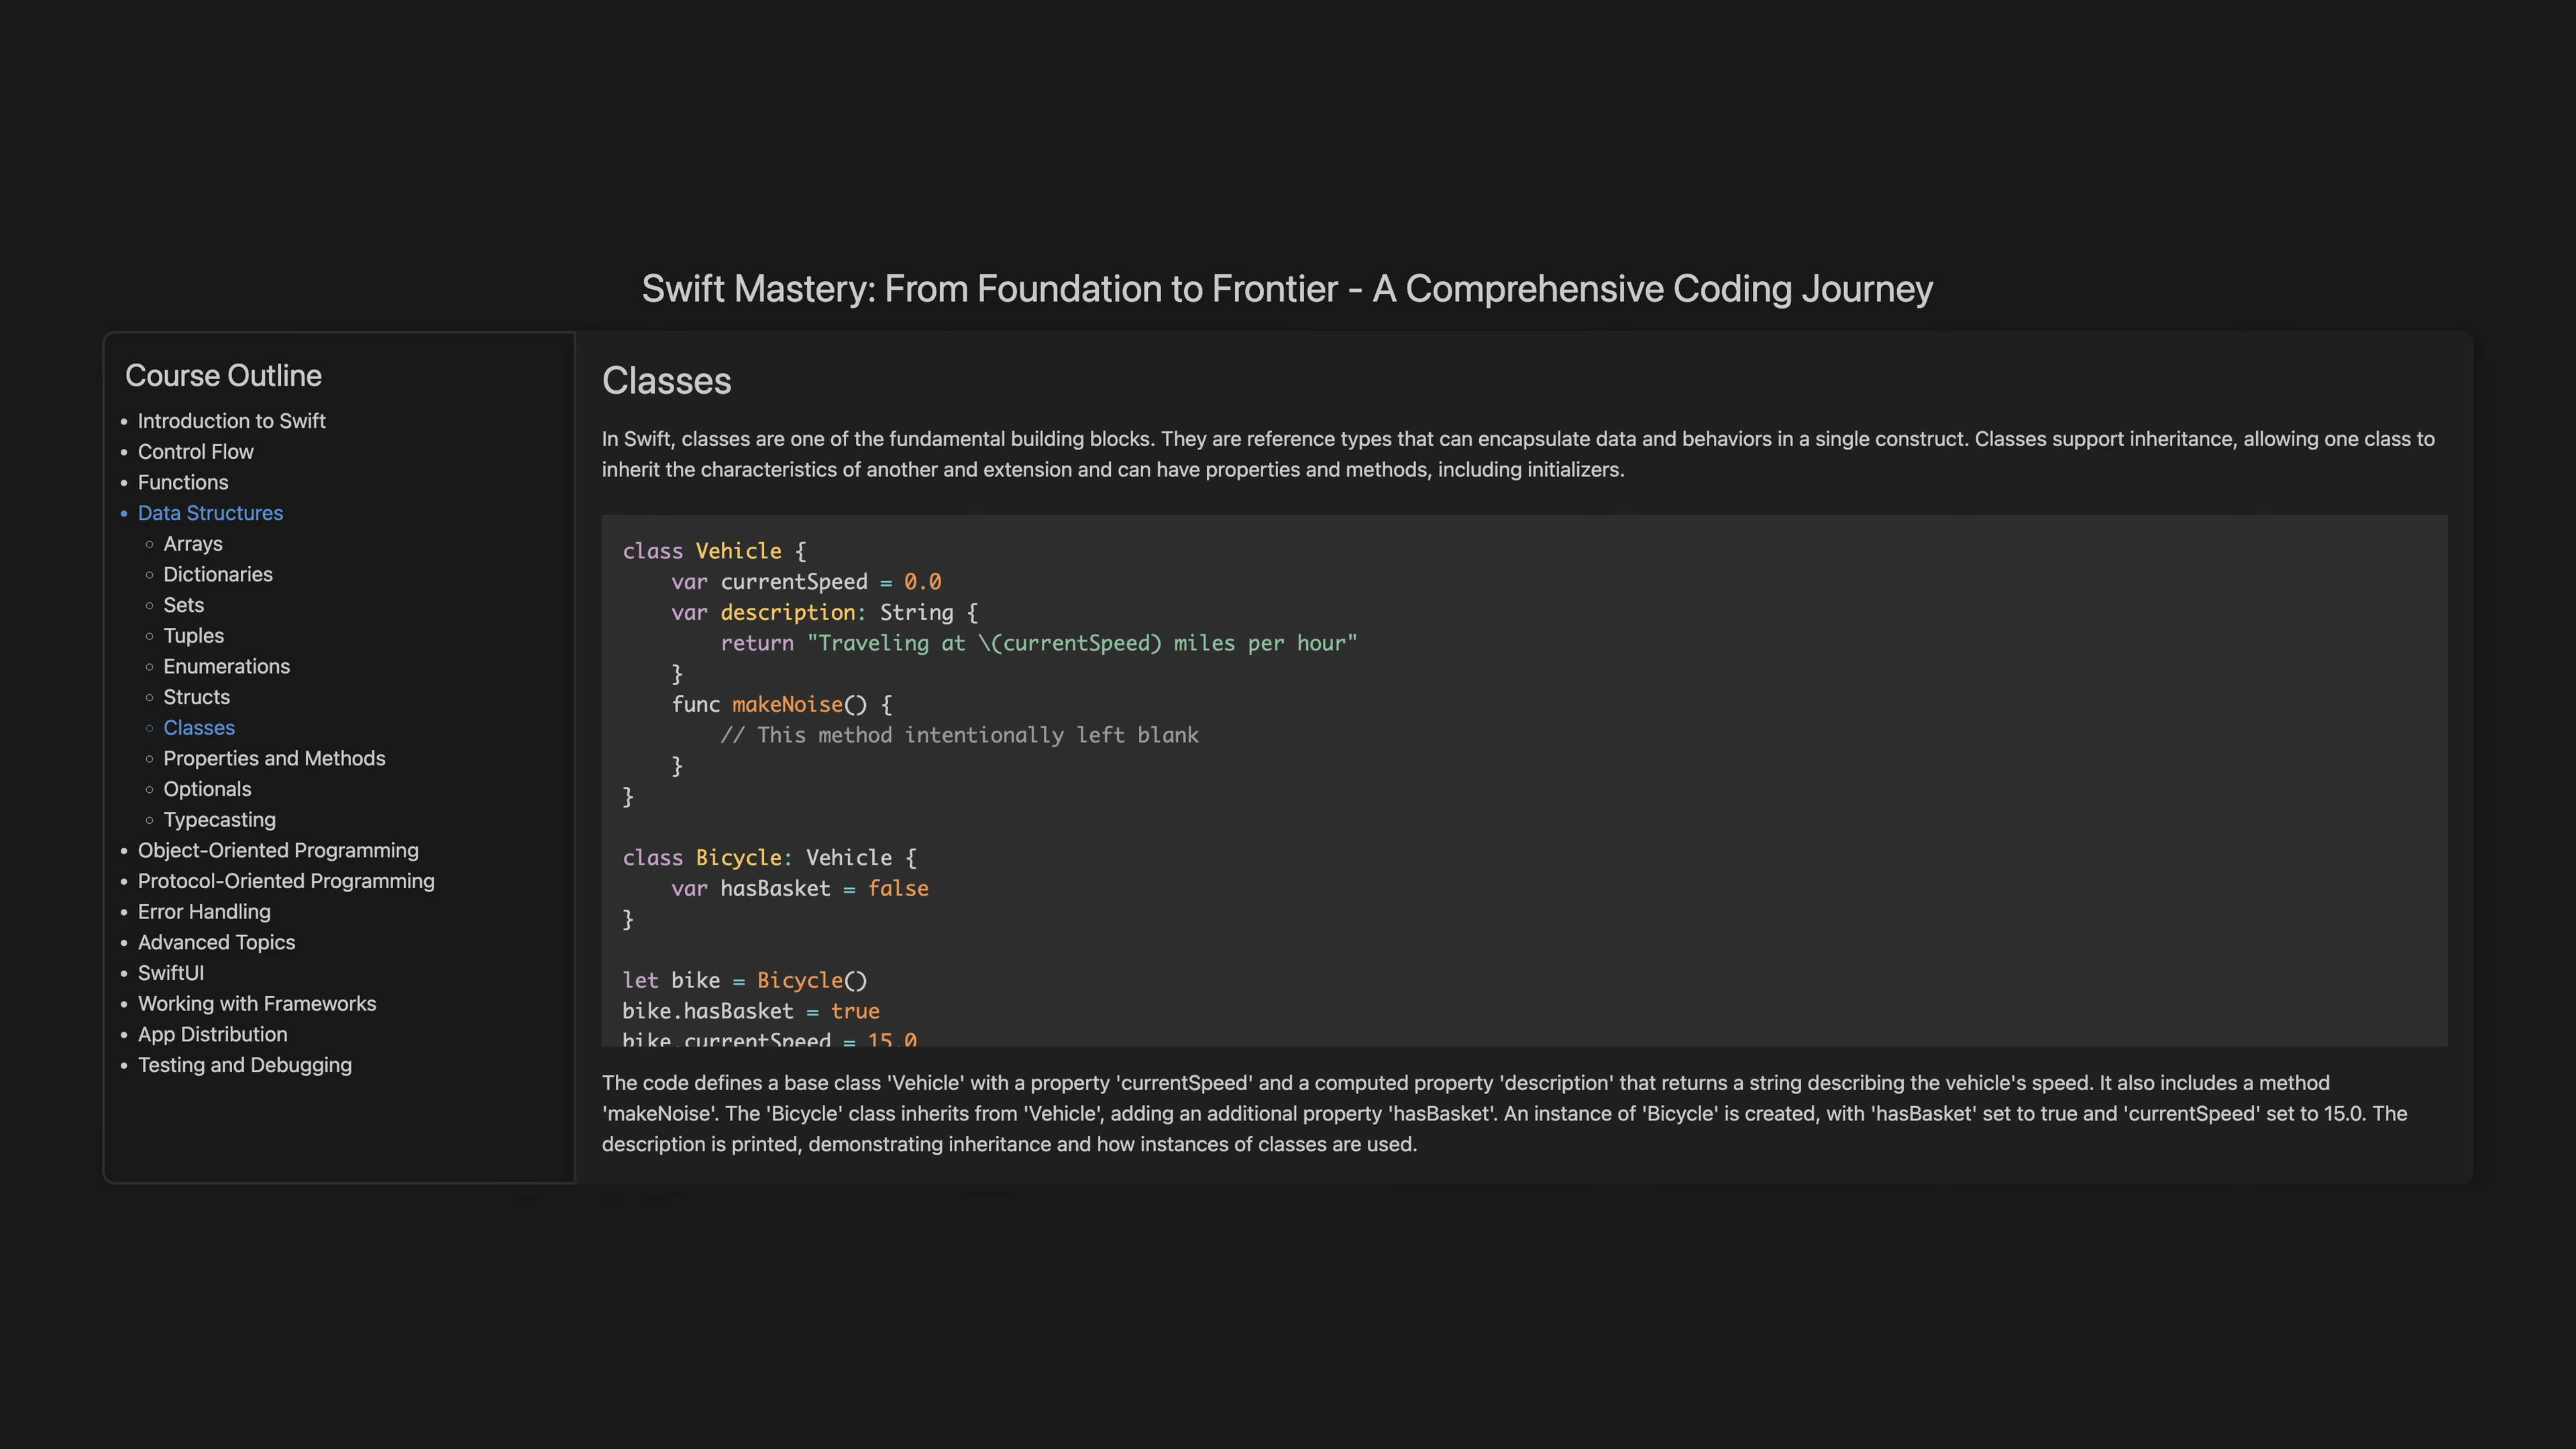 Swift Mastery: From Foundation to Frontier - A Comprehensive Coding Journey
Course Outline
Introduction to Swift
Control Flow
Functions
Data Structures
Arrays
Dictionaries
Sets
Tuples
Enumerations
Structs
Classes
Properties and Methods
Optionals
Typecasting
Object-Oriented Programming
Protocol-Oriented Programming
Error Handling
Advanced Topics
SwiftUI
Working with Frameworks
App Distribution
Testing and Debugging
Classes
In Swift, classes are one of the fundamental building blocks. They are reference types that can encapsulate data and behaviors in a single construct. Classes support inheritance, allowing one class to
inherit the characteristics of another and extension and can have properties and methods, including initializers.
class Vehicle {
    var currentSpeed = 0.0
    var description: String {
        return "Traveling at \(currentSpeed) miles per hour"
    }
    func makeNoise() {
        // This method intentionally left blank
    }
}
class Bicycle: Vehicle {
    var hasBasket = false
}
let bike = Bicycle()
bike.hasBasket = true
bike.currentSpeed = 15.0
The code defines a base class 'Vehicle' with a property 'currentSpeed' and a computed property 'description' that returns a string describing the vehicle's speed. It also includes a method
'makeNoise'. The 'Bicycle' class inherits from 'Vehicle', adding an additional property 'hasBasket'. An instance of 'Bicycle' is created, with 'hasBasket' set to true and 'currentSpeed' set to 15.0. The
description is printed, demonstrating inheritance and how instances of classes are used.